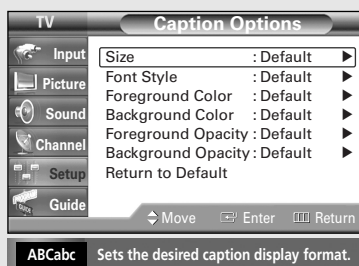 TV
Caption Options
Input
Picture
Sound
Channel
Setup
Guide
Size : Default ►
Font Style : Default ►
Foreground Color : Default ►
Background Color : Default ►
Foreground Opacity : Default ►
Background Opacity : Default ►
Return to Default
Move Enter Return
ABCabc Sets the desired caption display format.